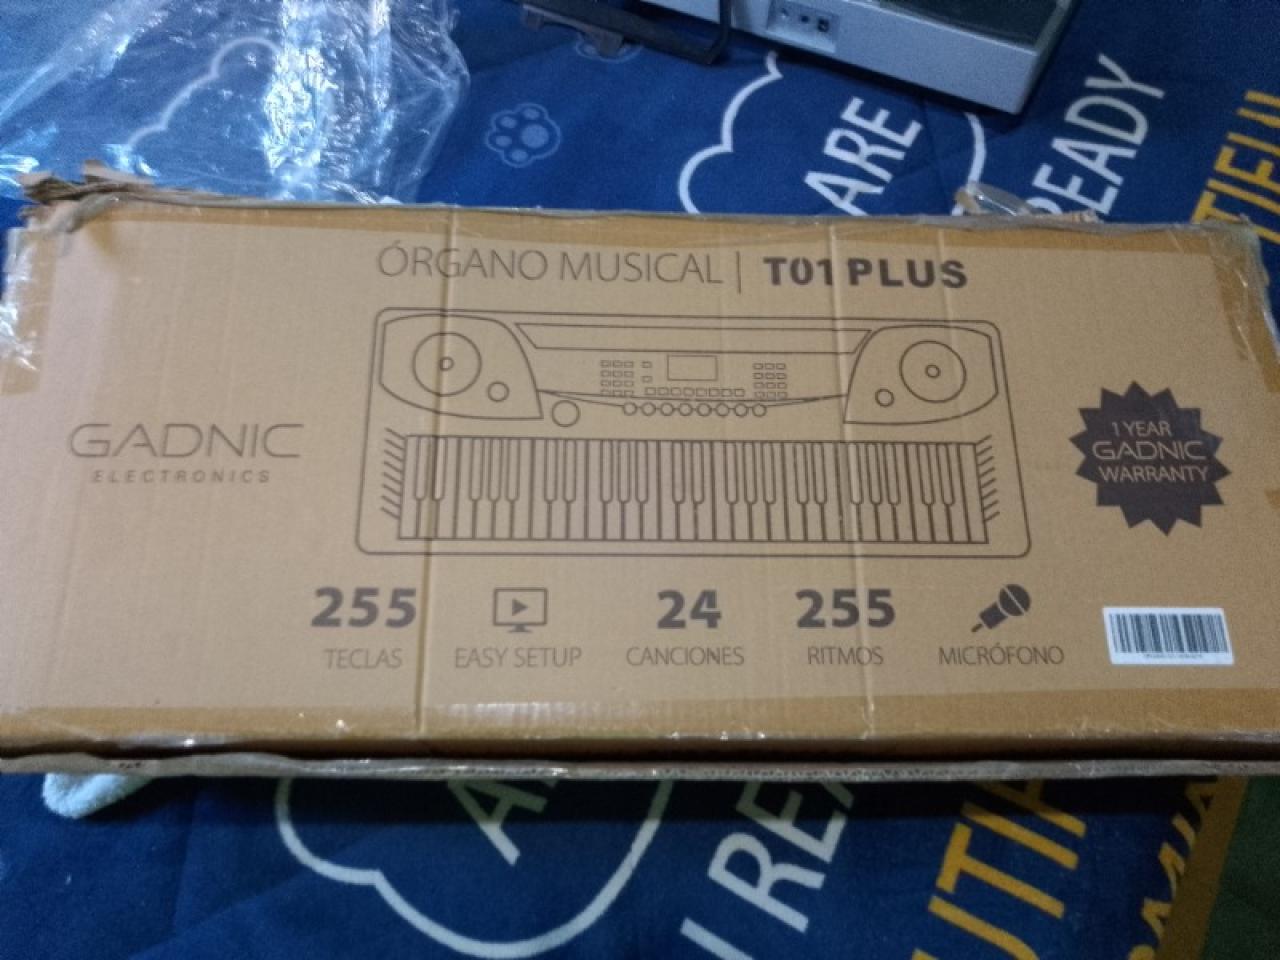 ARE
READY
ÓRGANO MUSICAL | T01 PLUS
GADNIC
ELECTRONICS
1 YEAR
GADNIC
WARRANTY
255
TECLAS
EASY SETUP
24
CANCIONES
255
RITMOS
MICRÓFONO